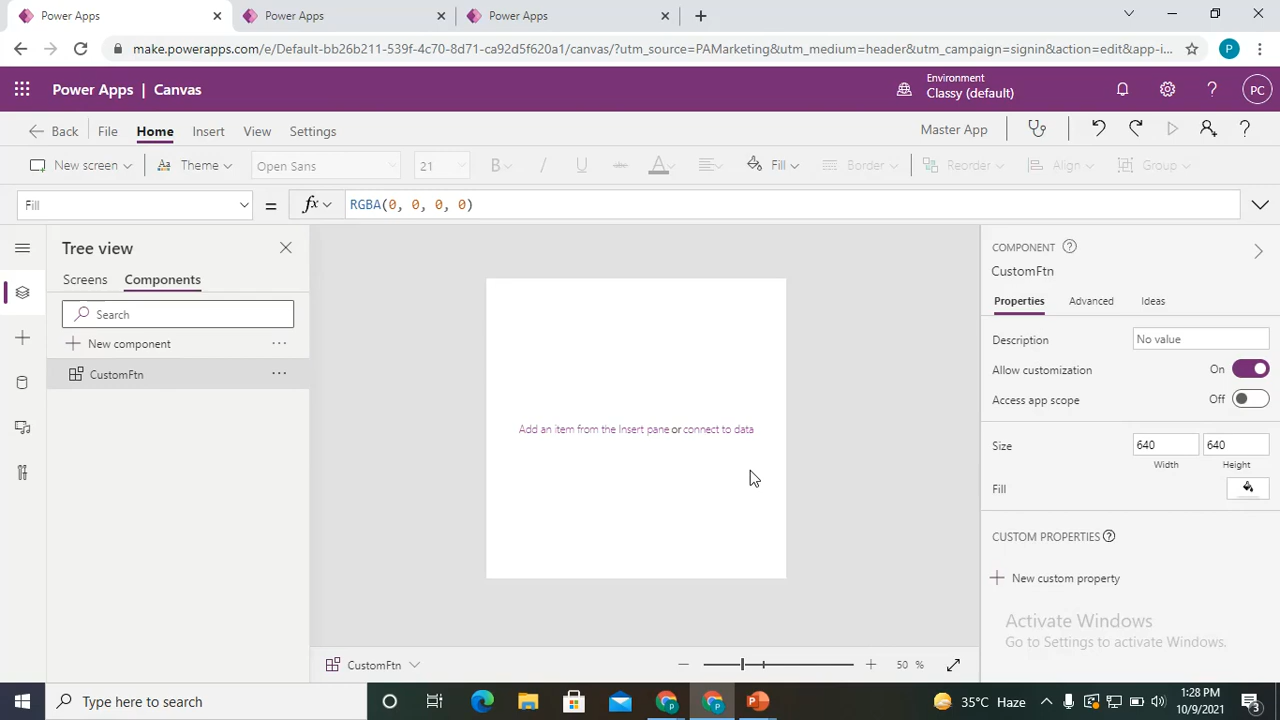 Power Apps
Power Apps
Power Apps
make.powerapps.com/e/Default-bb26b211-539f-4c70-8d71-ca92d5f620a1/canvas/?utm_source=PAMarketing&utm_medium=header&utm_campaign=signin&action=edit&app-i...
P
Power Apps | Canvas
Environment
Classy (default)
PC
Back
File
Home
Insert
View
Settings
Master App
New screen
Theme
Open Sans
21
B
/
U
abc
A
Fill
Border
Reorder
Align
Group
Fill
=
fx
RGBA(0, 0, 0, 0)
Tree view
Screens
Components
Search
New component
CustomFtn
Add an item from the Insert pane or connect to data
CustomFtn
50 %
COMPONENT
CustomFtn
Properties
Advanced
Ideas
Description
No value
Allow customization
On
Access app scope
Off
Size
640
640
Width
Height
Fill
CUSTOM PROPERTIES
New custom property
Activate Windows
Go to Settings to activate Windows.
Type here to search
35°C Haze
1:28 PM
10/9/2021
3